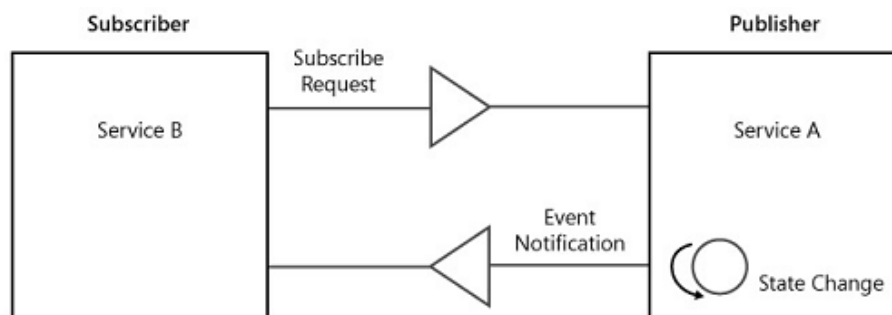 Subscriber
Publisher
Subscribe
Request
Service B
Service A
Event
Notification
State Change